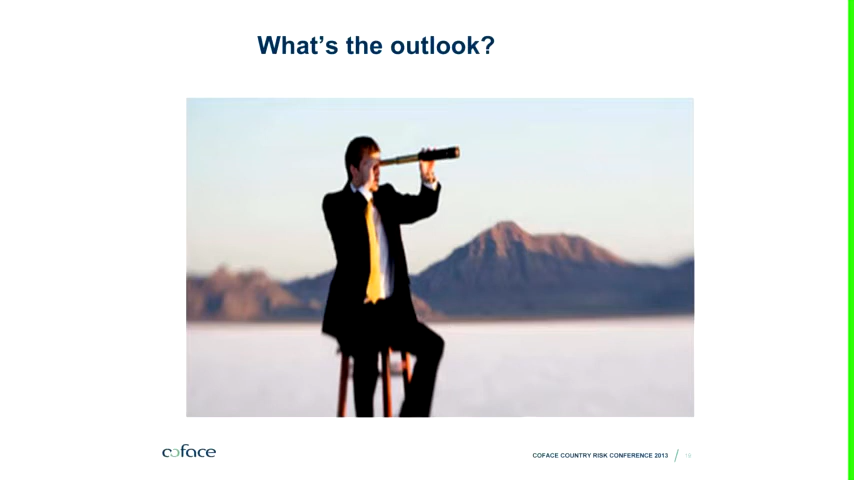 What’s the outlook?
coface
COFACE COUNTRY RISK CONFERENCE 2013